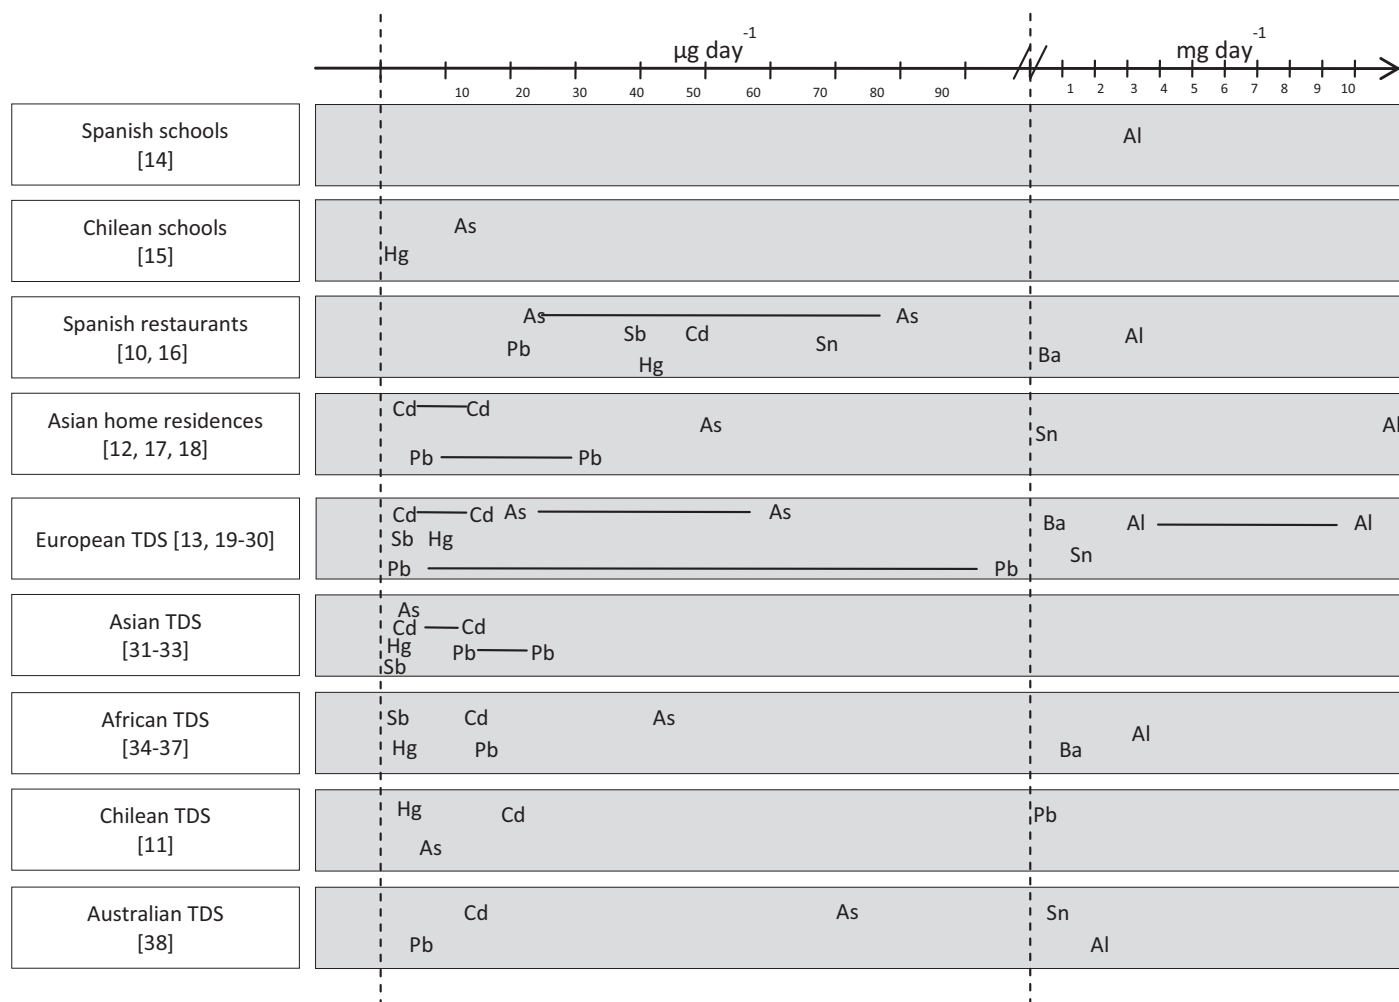 µg day -1 mg day -1
10 20 30 40 50 60 70 80 90 1 2 3 4 5 6 7 8 9 10
Spanish schools
[14]
Al
Chilean schools
[15]
As
Hg
Spanish restaurants
[10, 16]
As As
Sb Cd Al
Pb Sn
Hg Ba
Asian home residences
[12, 17, 18]
Cd Cd
As Al
Sn
Pb Pb
European TDS [13, 19-30]
Cd Cd As As
Ba Al Al
Sb Hg
Sn
Pb Pb
Asian TDS
[31-33]
As
Cd Cd
Hg
Pb Pb
Sb
African TDS
[34-37]
Sb Cd As
Al
Hg Pb Ba
Chilean TDS
[11]
Hg Cd Pb
As
Australian TDS
[38]
Cd As Sn
Pb Al